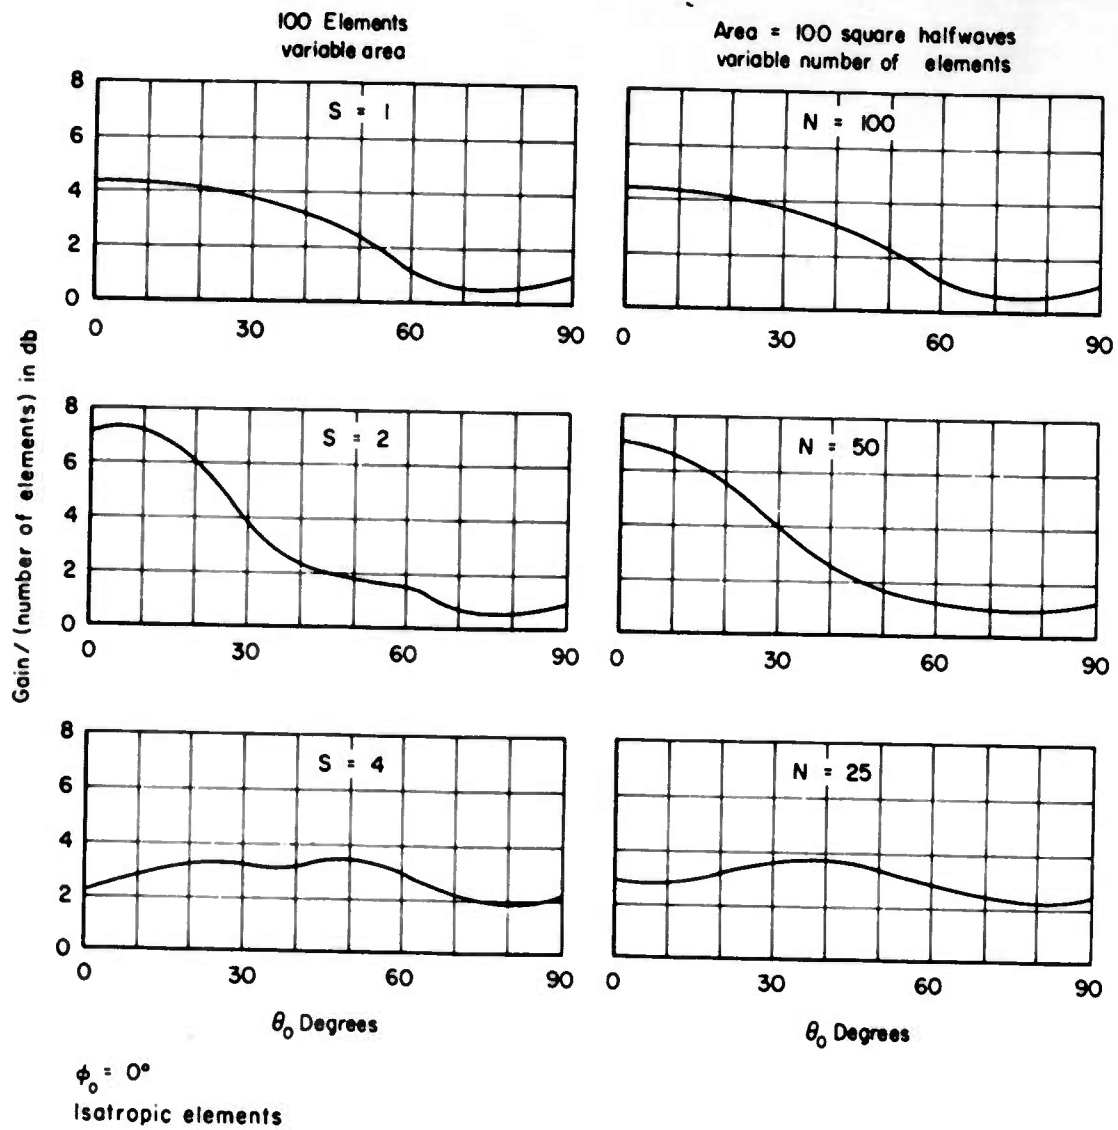 100 Elements
variable area
Area = 100 square halfwaves
variable number of elements
Gain/(number of elements) in db
8
6
4
2
0
S = 1
0
30
60
90
N = 100
0
30
60
90
8
6
4
2
0
S = 2
0
30
60
90
N = 50
0
30
60
90
8
6
4
2
0
S = 4
0
30
60
90
N = 25
0
30
60
90
θ₀ Degrees
θ₀ Degrees
ϕ₀ = 0°
Isatropic elements